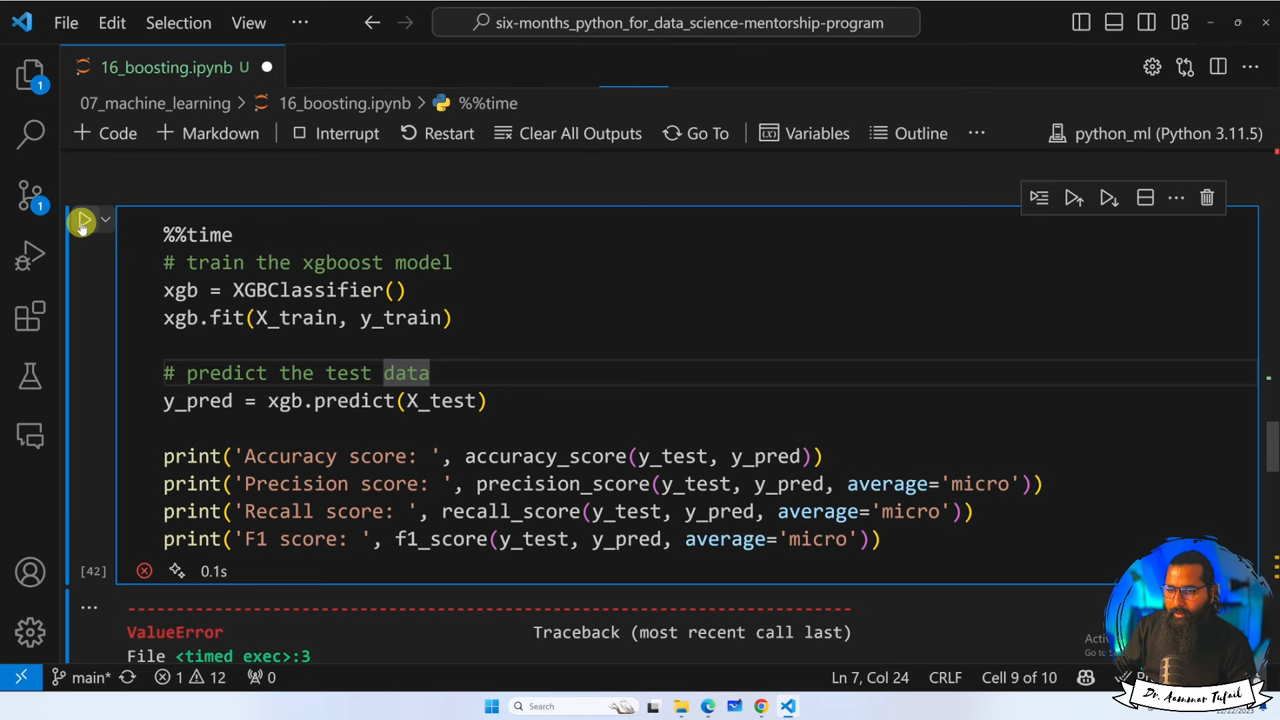 File Edit Selection View ··· six-months_python_for_data_science-mentorship-program
16_boosting.ipynb U
07_machine_learning > 16_boosting.ipynb > %%time
+ Code + Markdown Interrupt Restart Clear All Outputs Go To Variables Outline ··· python_ml (Python 3.11.5)
%%time
# train the xgboost model
xgb = XGBClassifier()
xgb.fit(X_train, y_train)
# predict the test data
y_pred = xgb.predict(X_test)
print('Accuracy score: ', accuracy_score(y_test, y_pred))
print('Precision score: ', precision_score(y_test, y_pred, average='micro'))
print('Recall score: ', recall_score(y_test, y_pred, average='micro'))
print('F1 score: ', f1_score(y_test, y_pred, average='micro'))
[42] 0.1s
---------------------------------------------------------------------------
ValueError Traceback (most recent call last)
File <timed exec>:3
1
1
main* 1 12 0 Ln 7, Col 24 CRLF Cell 9 of 10
Dr. Aammar Tufail
Search